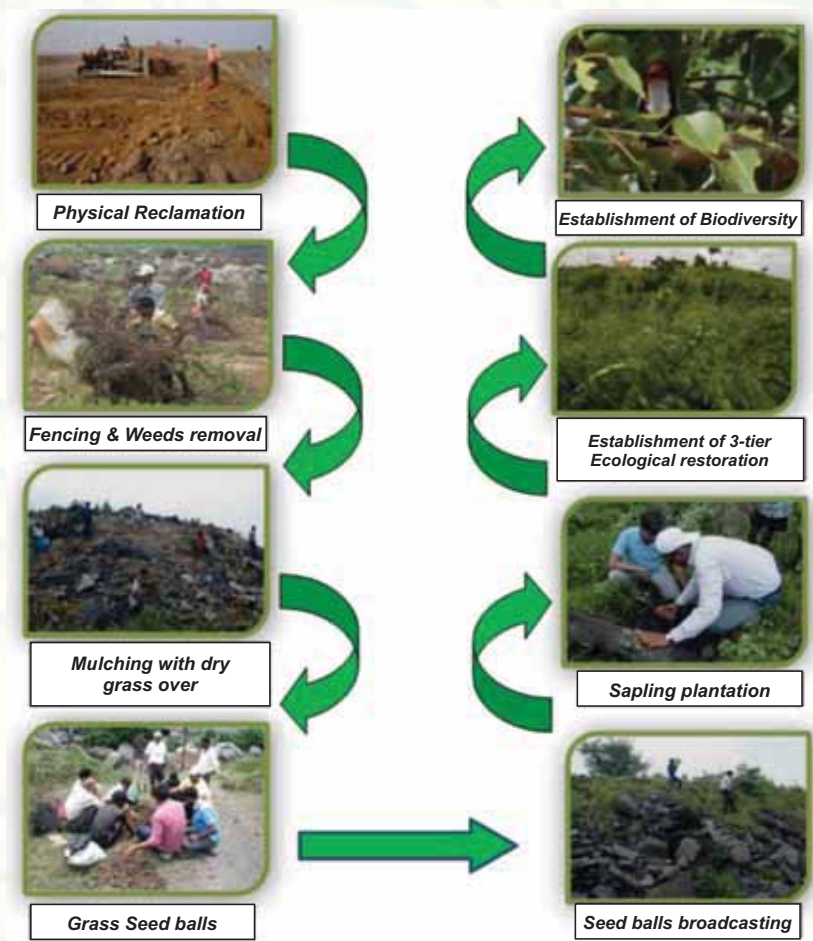 Physical Reclamation
Fencing & Weeds removal
Mulching with dry
grass over
Grass Seed balls
Seed balls broadcasting
Sapling plantation
Establishment of 3-tier
Ecological restoration
Establishment of Biodiversity